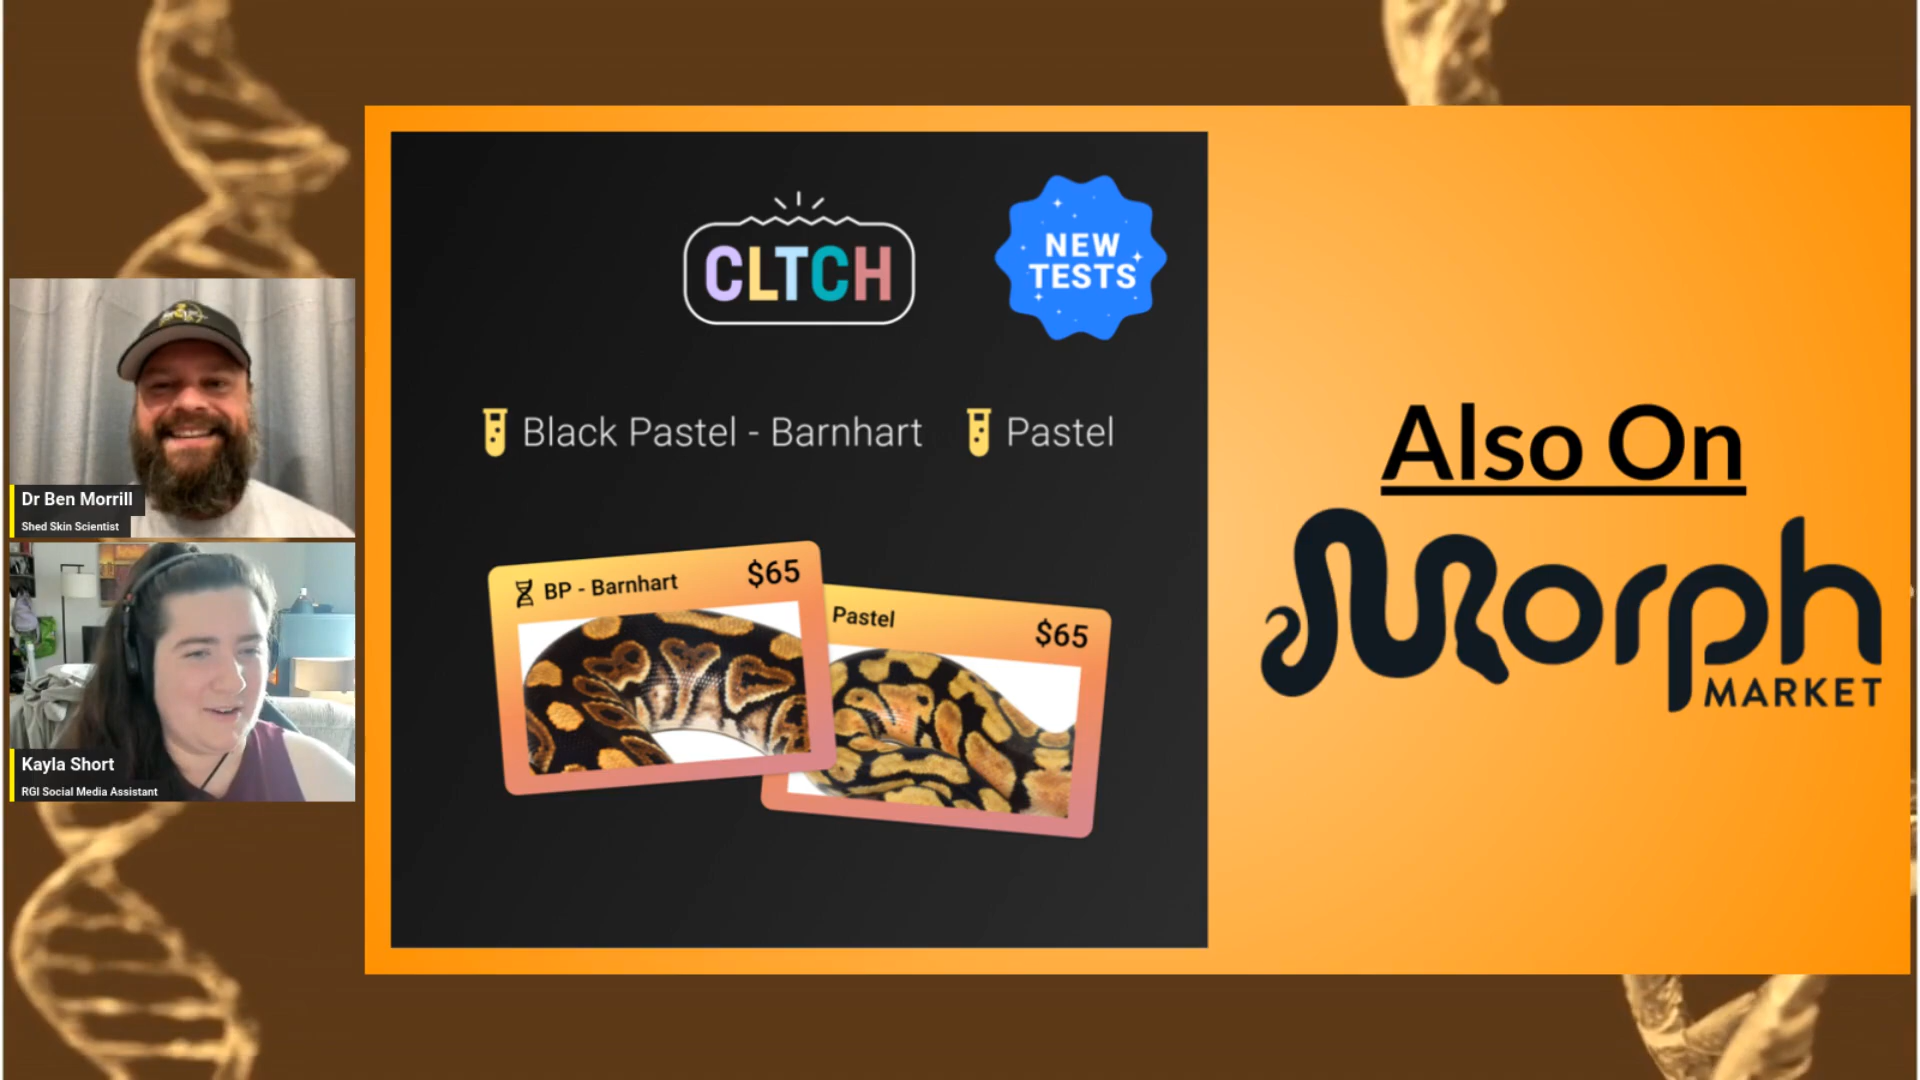 CLTCH
NEW
TESTS
Black Pastel - Barnhart
Pastel
BP - Barnhart
$65
Pastel
$65
Also On
Morph
MARKET
Dr Ben Morrill
Shed Skin Scientist
Kayla Short
RGI Social Media Assistant